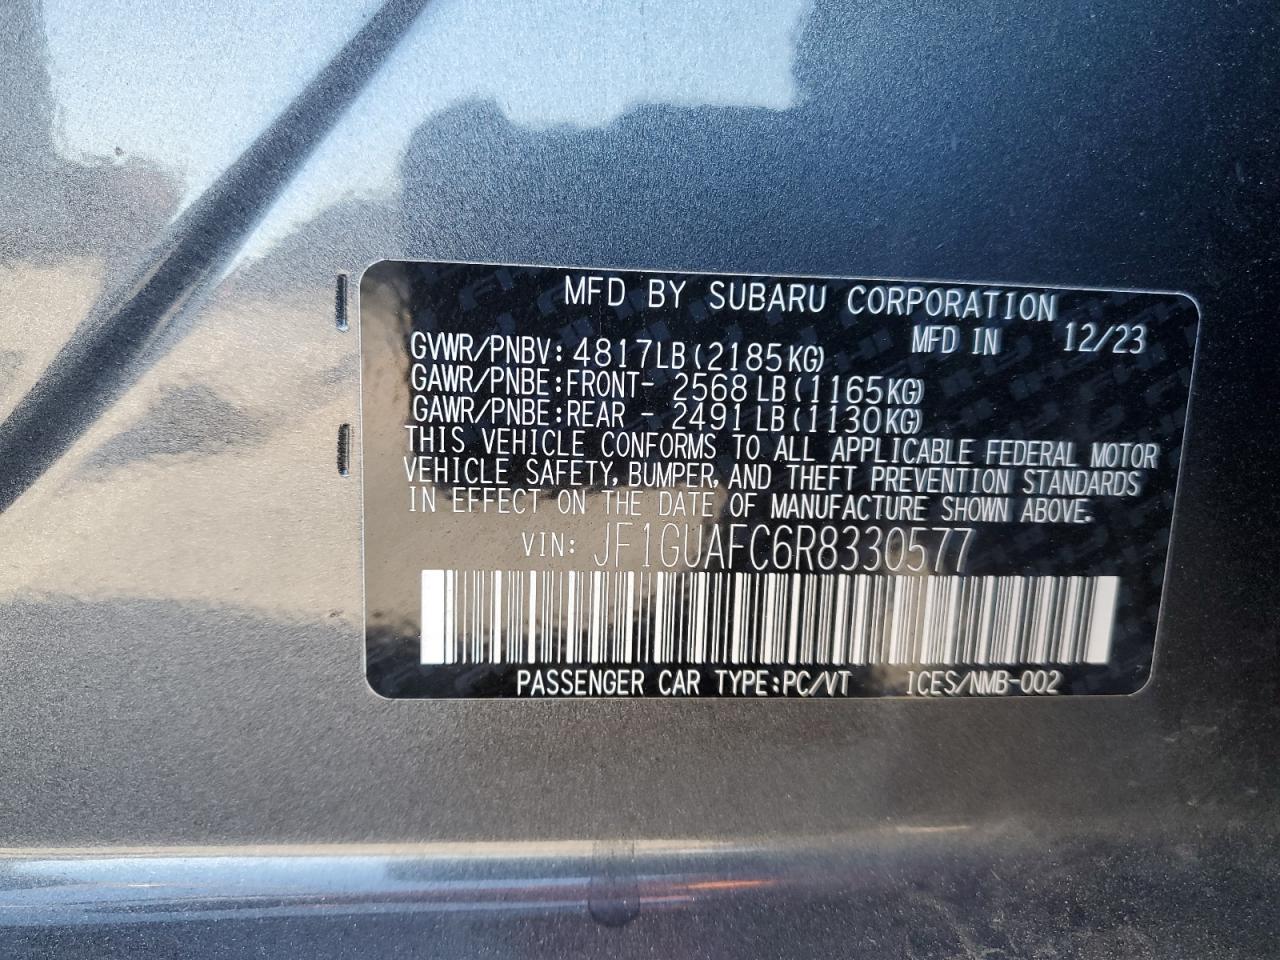 MFD BY SUBARU CORPORATION
MFD IN 12/23
GVWR/PNBV: 4817LB(2185KG)
GAWR/PNBE:FRONT- 2568LB(1165KG)
GAWR/PNBE:REAR - 2491LB(1130KG)
THIS VEHICLE CONFORMS TO ALL APPLICABLE FEDERAL MOTOR
VEHICLE SAFETY, BUMPER, AND THEFT PREVENTION STANDARDS
IN EFFECT ON THE DATE OF MANUFACTURE SHOWN ABOVE.
VIN: JF1GUAFC6R8330577
PASSENGER CAR TYPE:PC/VT ICES/NMB-002